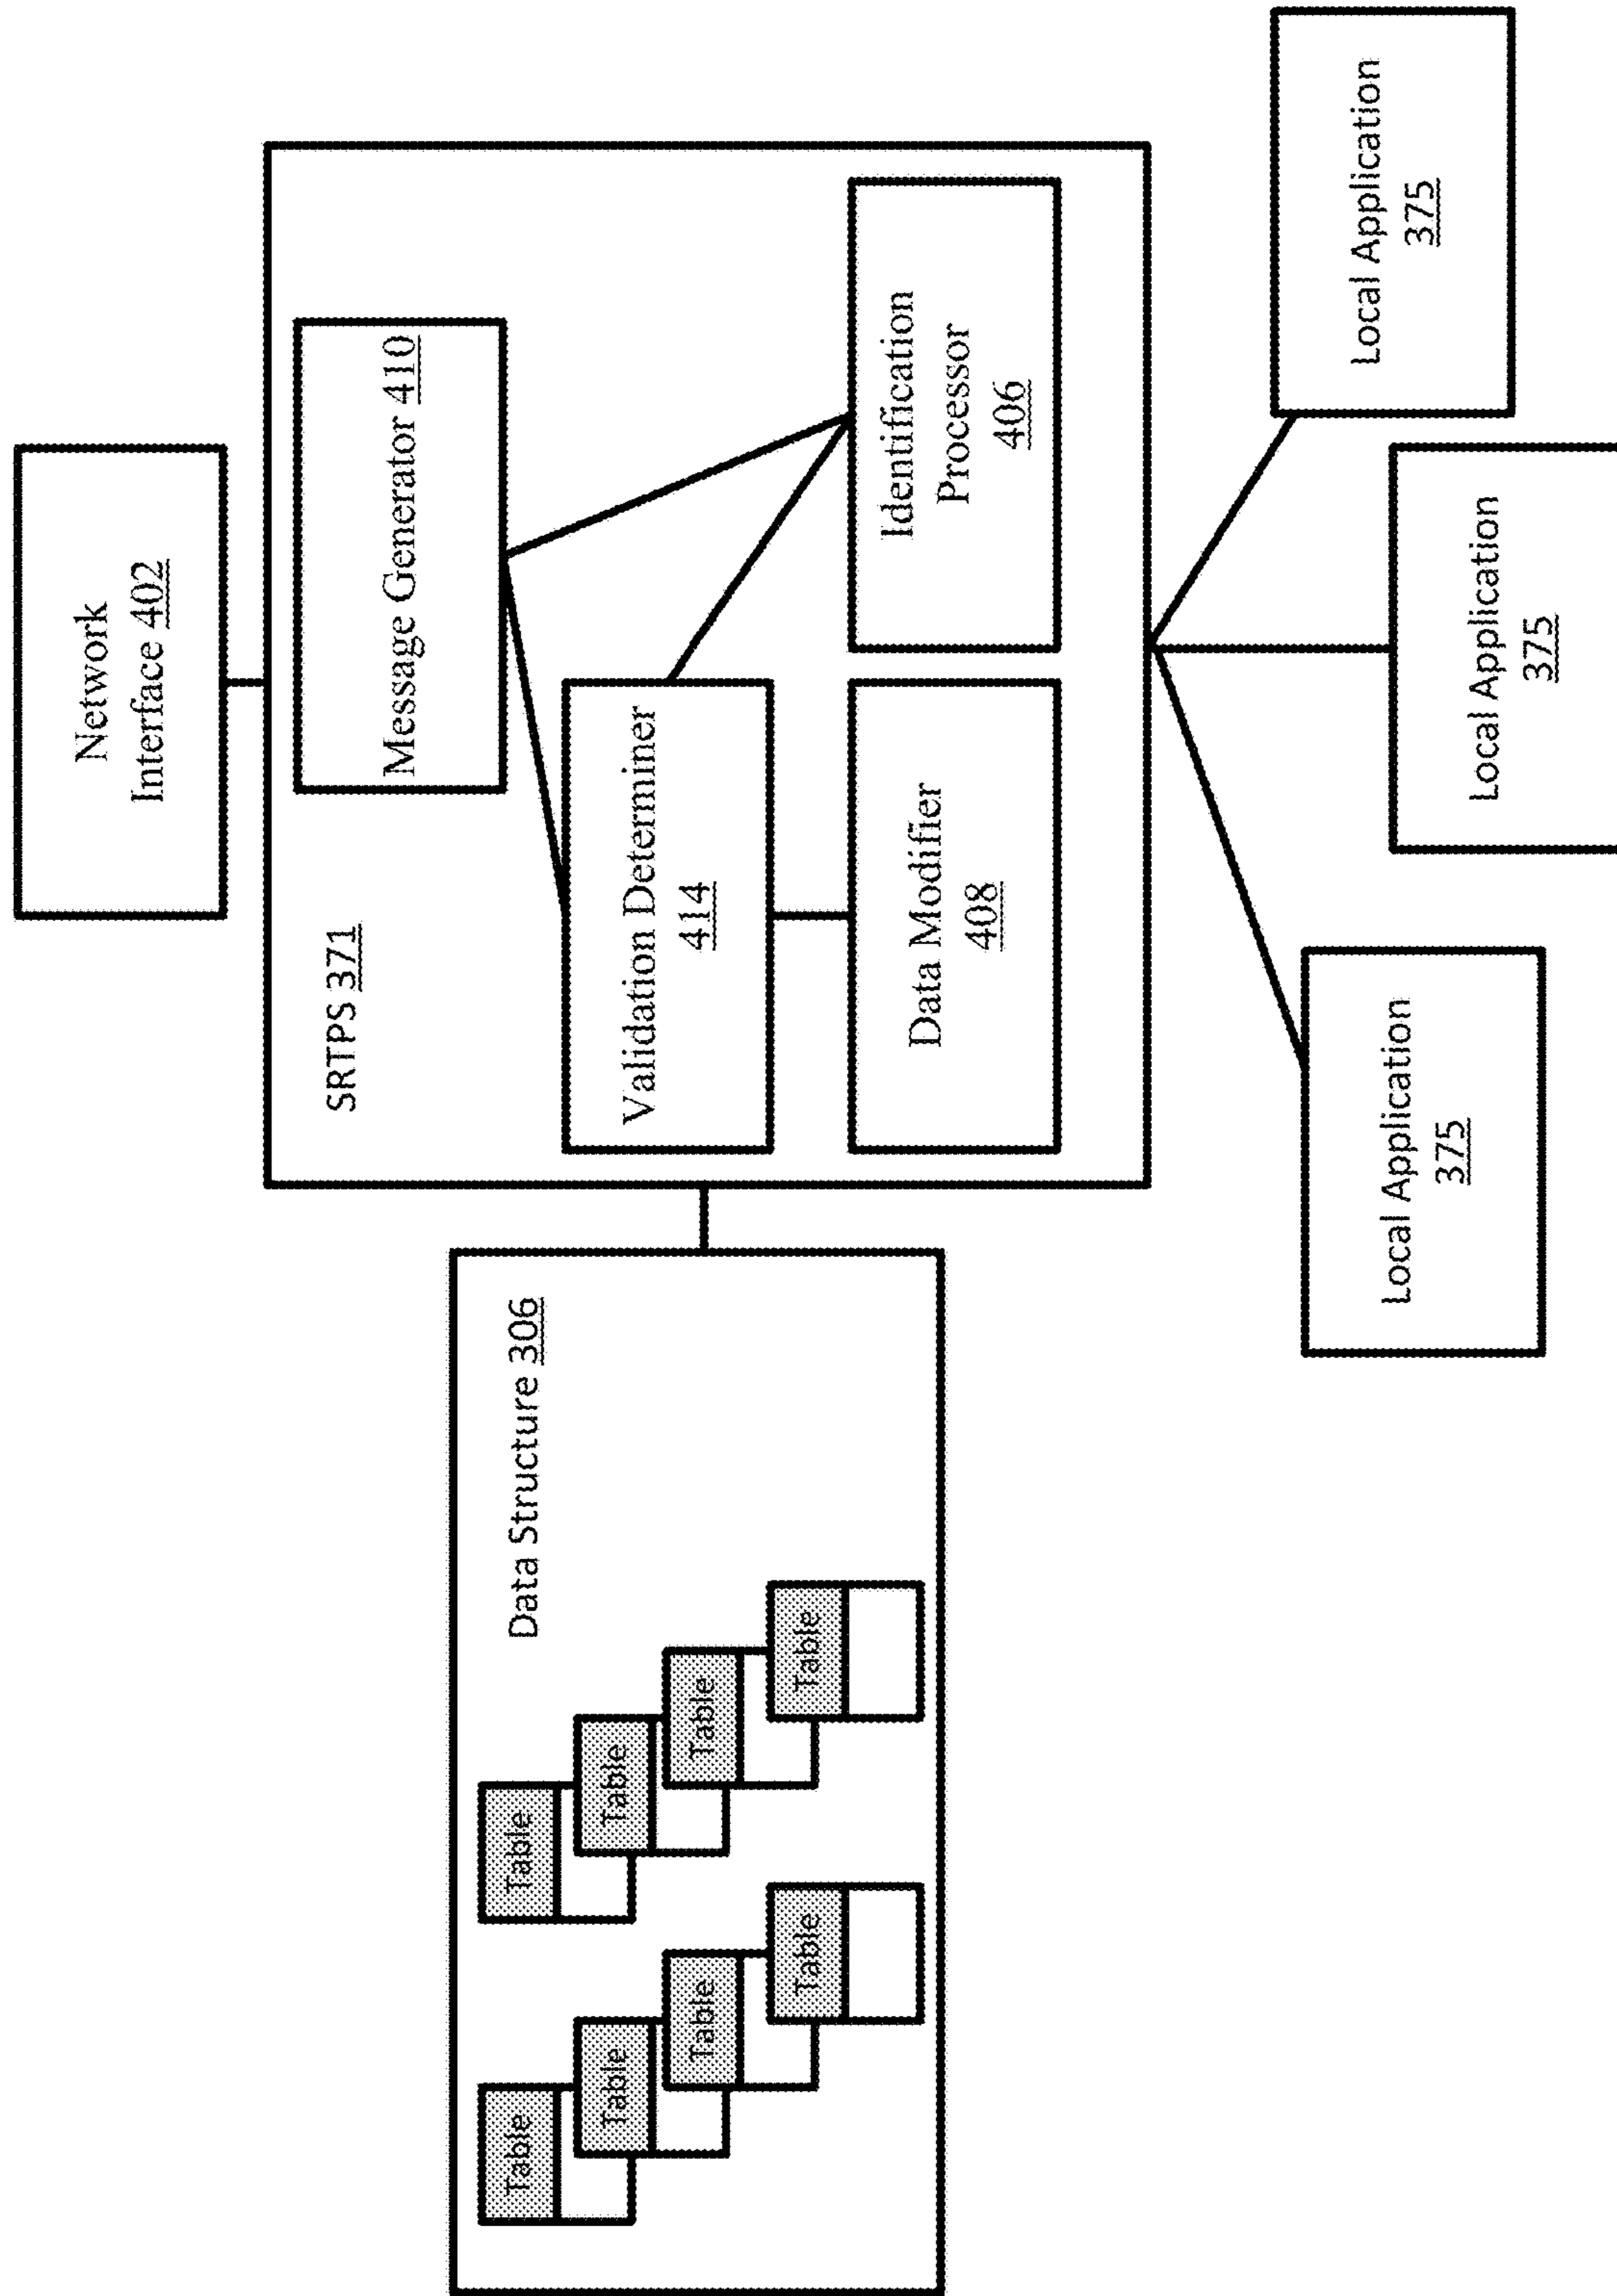 Network
Interface 402
SRTPS 371
Message Generator 410
Validation Determiner
414
Identification
Processor
406
Data Modifier
408
Data Structure 306
Table
Table
Table
Table
Table
Table
Table
Table
Local Application
375
Local Application
375
Local Application
375